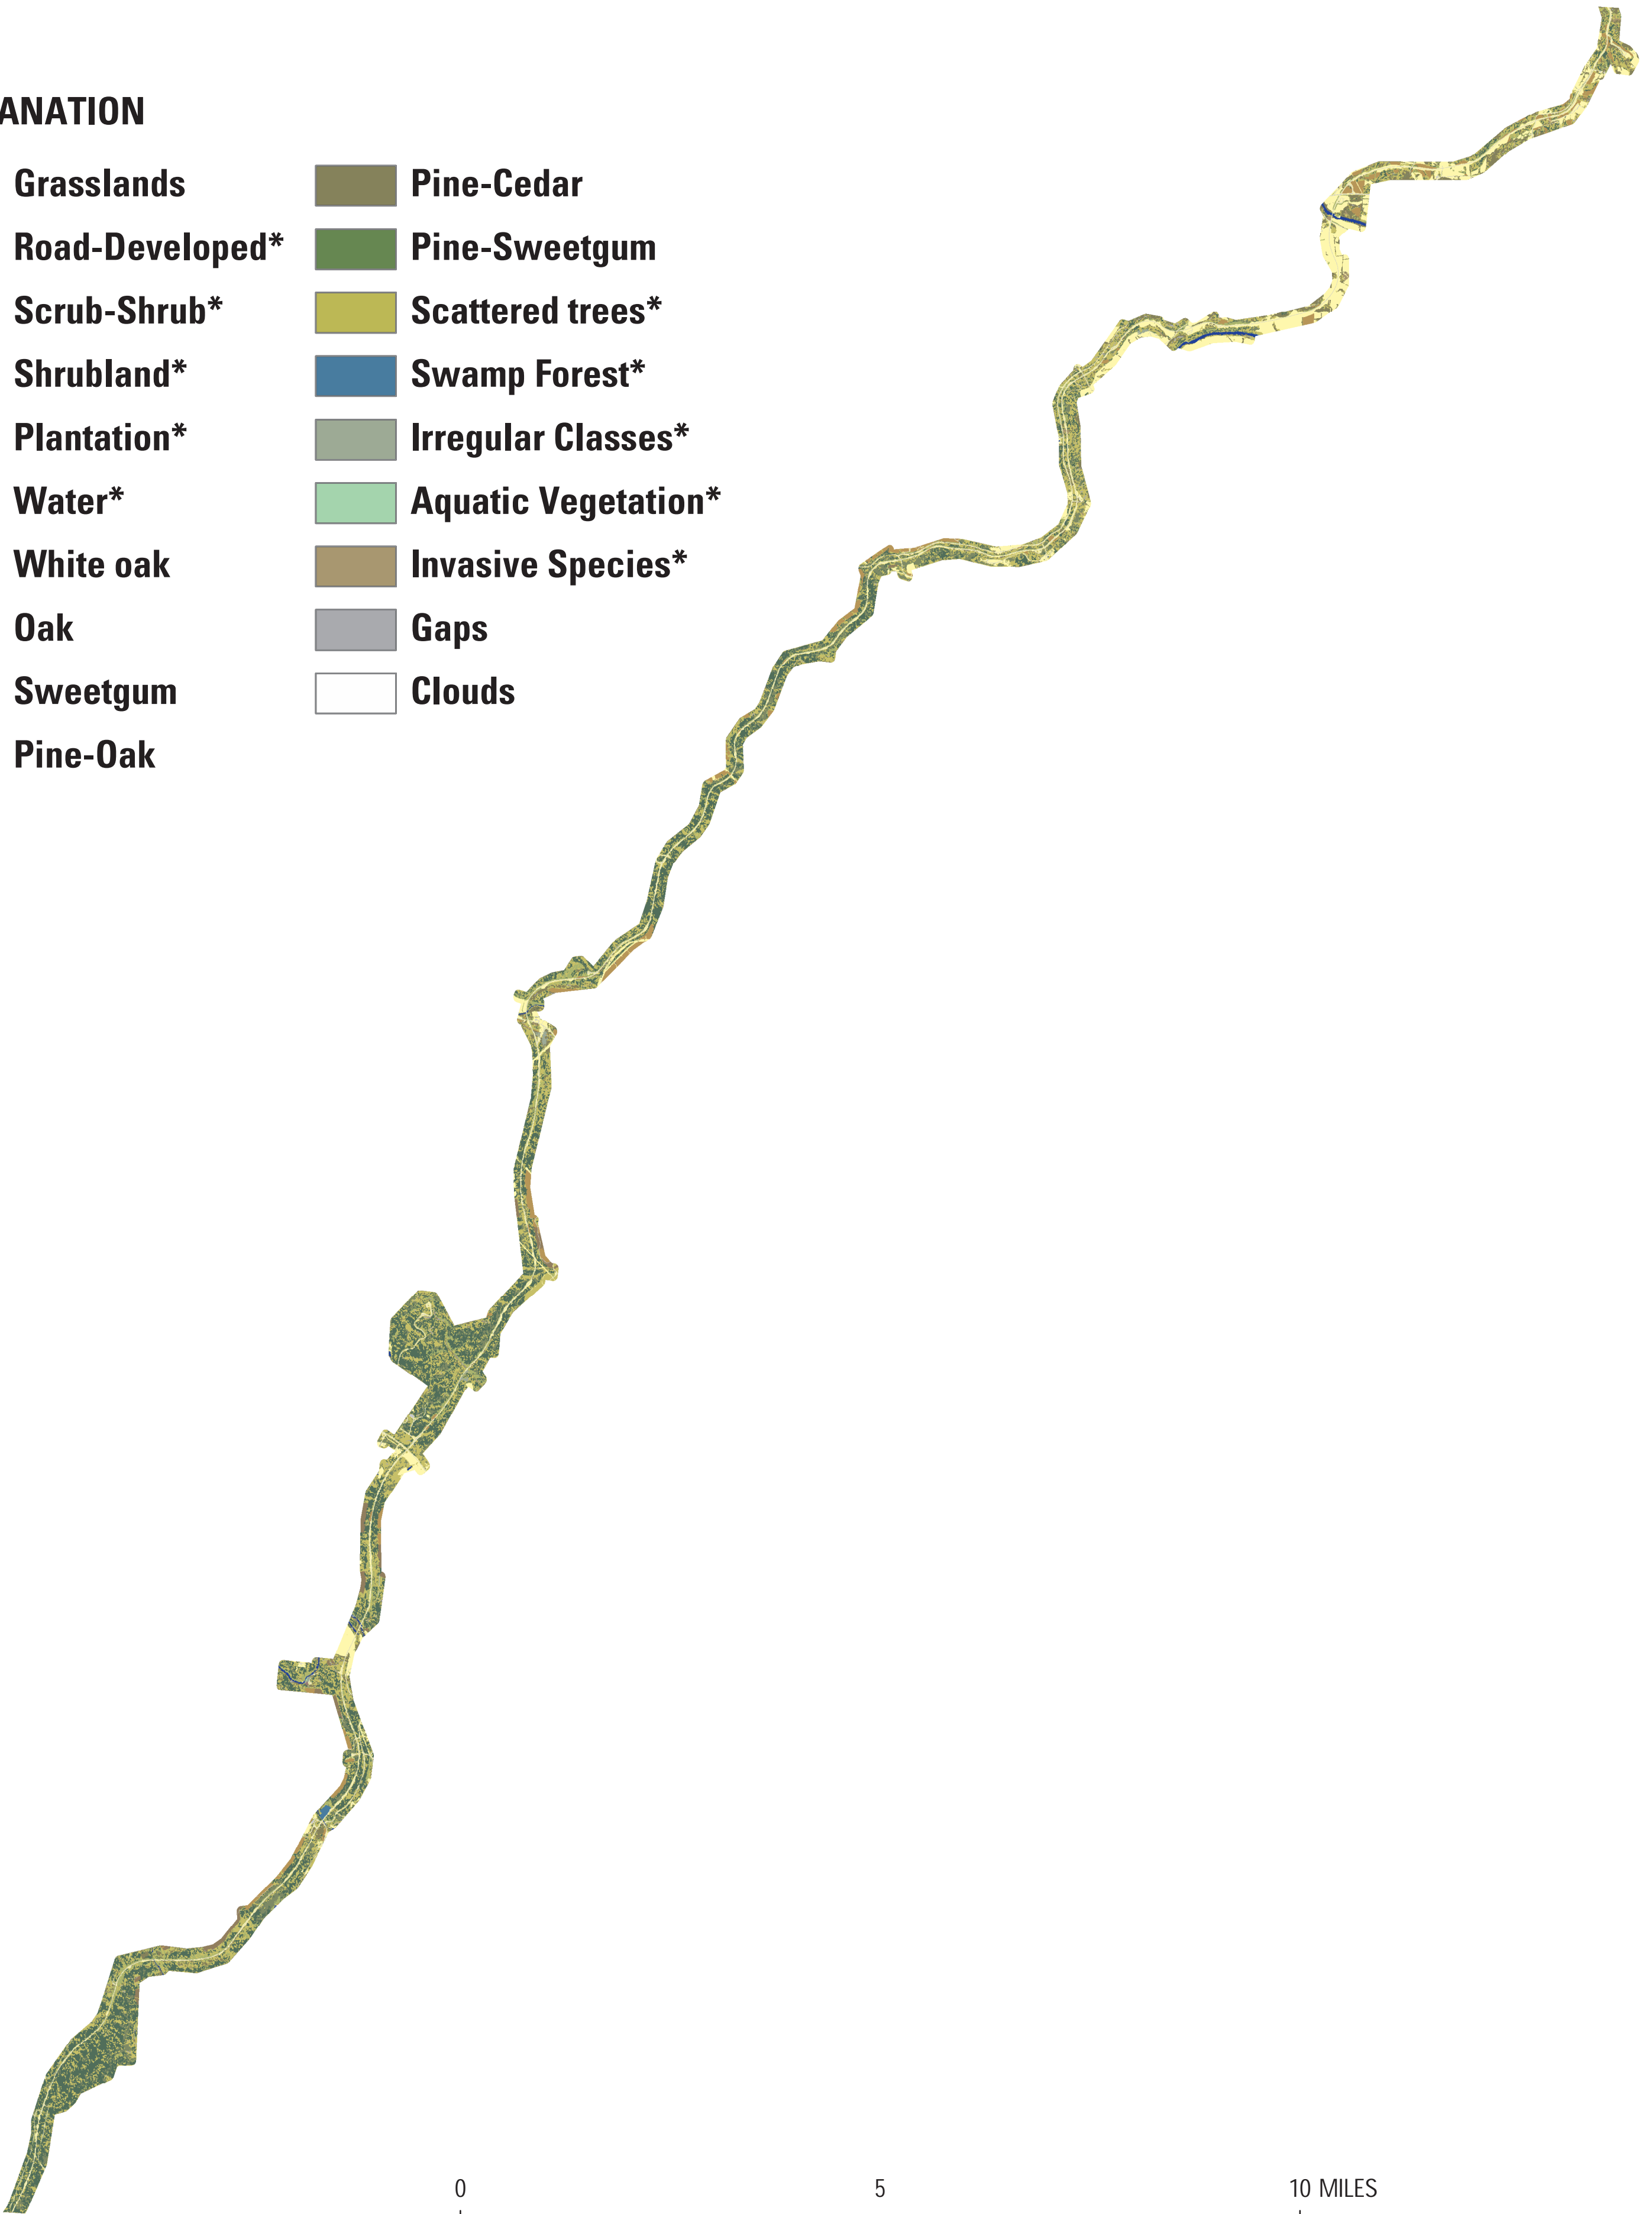 ANATION
Grasslands
Road-Developed*
Scrub-Shrub*
Shrubland*
Plantation*
Water*
White oak
Oak
Sweetgum
Pine-Oak
Pine-Cedar
Pine-Sweetgum
Scattered trees*
Swamp Forest*
Irregular Classes*
Aquatic Vegetation*
Invasive Species*
Gaps
Clouds
0 5 10 MILES